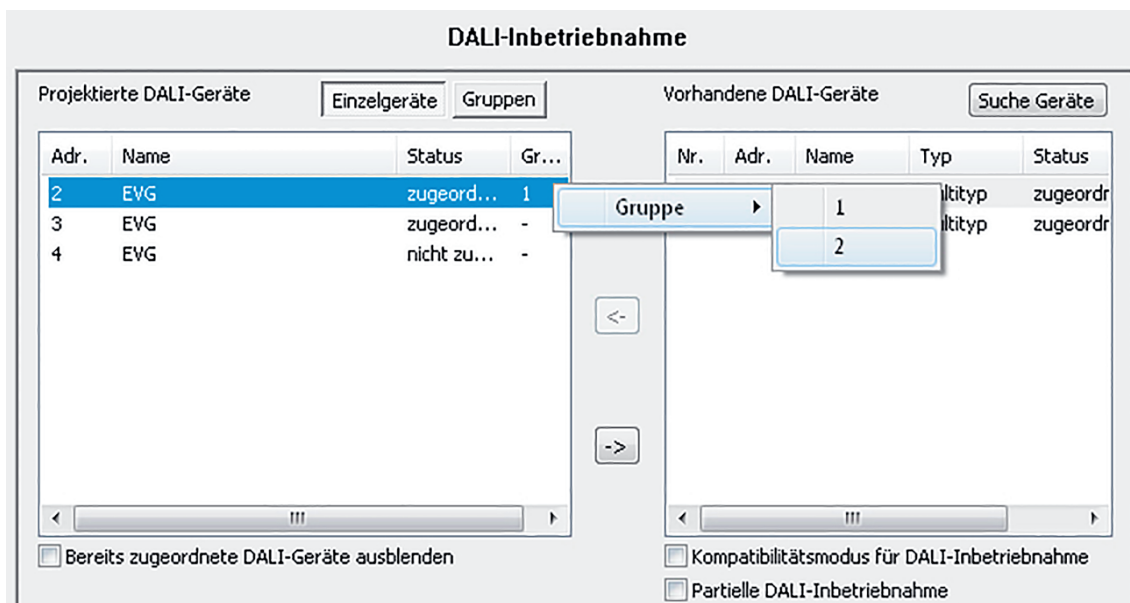 DALI-Inbetriebnahme
Projektierte DALI-Geräte Einzelgeräte Gruppen Vorhandene DALI-Geräte Suche Geräte
Adr. Name Status Gr... Nr. Adr. Name Typ Status
2 EVG zugeord... 1 Gruppe 1 ltityp zugeordr
3 EVG zugeord... - ltityp zugeordr
2
4 EVG nicht zu... -
<-
->
Bereits zugeordnete DALI-Geräte ausblenden Kompatibilitätsmodus für DALI-Inbetriebnahme
Partielle DALI-Inbetriebnahme